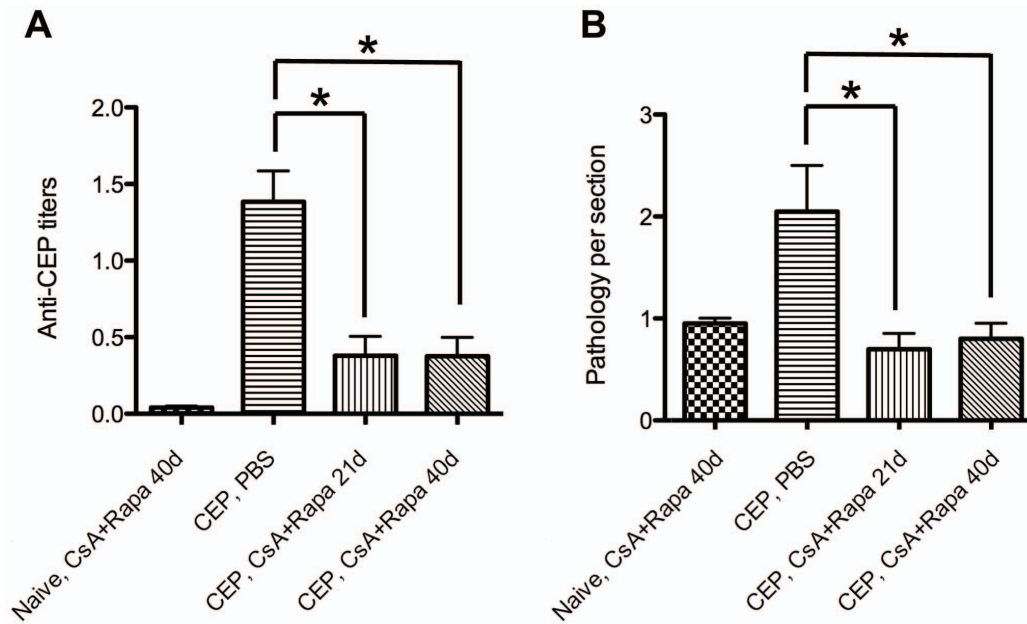 A
Anti-CEP titers
2.0
1.5
1.0
0.5
0.0
*
*
Naive, CsA+Rapa 40d
CEP, PBS
CEP, CsA+Rapa 21d
CEP, CsA+Rapa 40d
B
Pathology per section
3
2
1
0
*
*
Naive, CsA+Rapa 40d
CEP, PBS
CEP, CsA+Rapa 21d
CEP, CsA+Rapa 40d